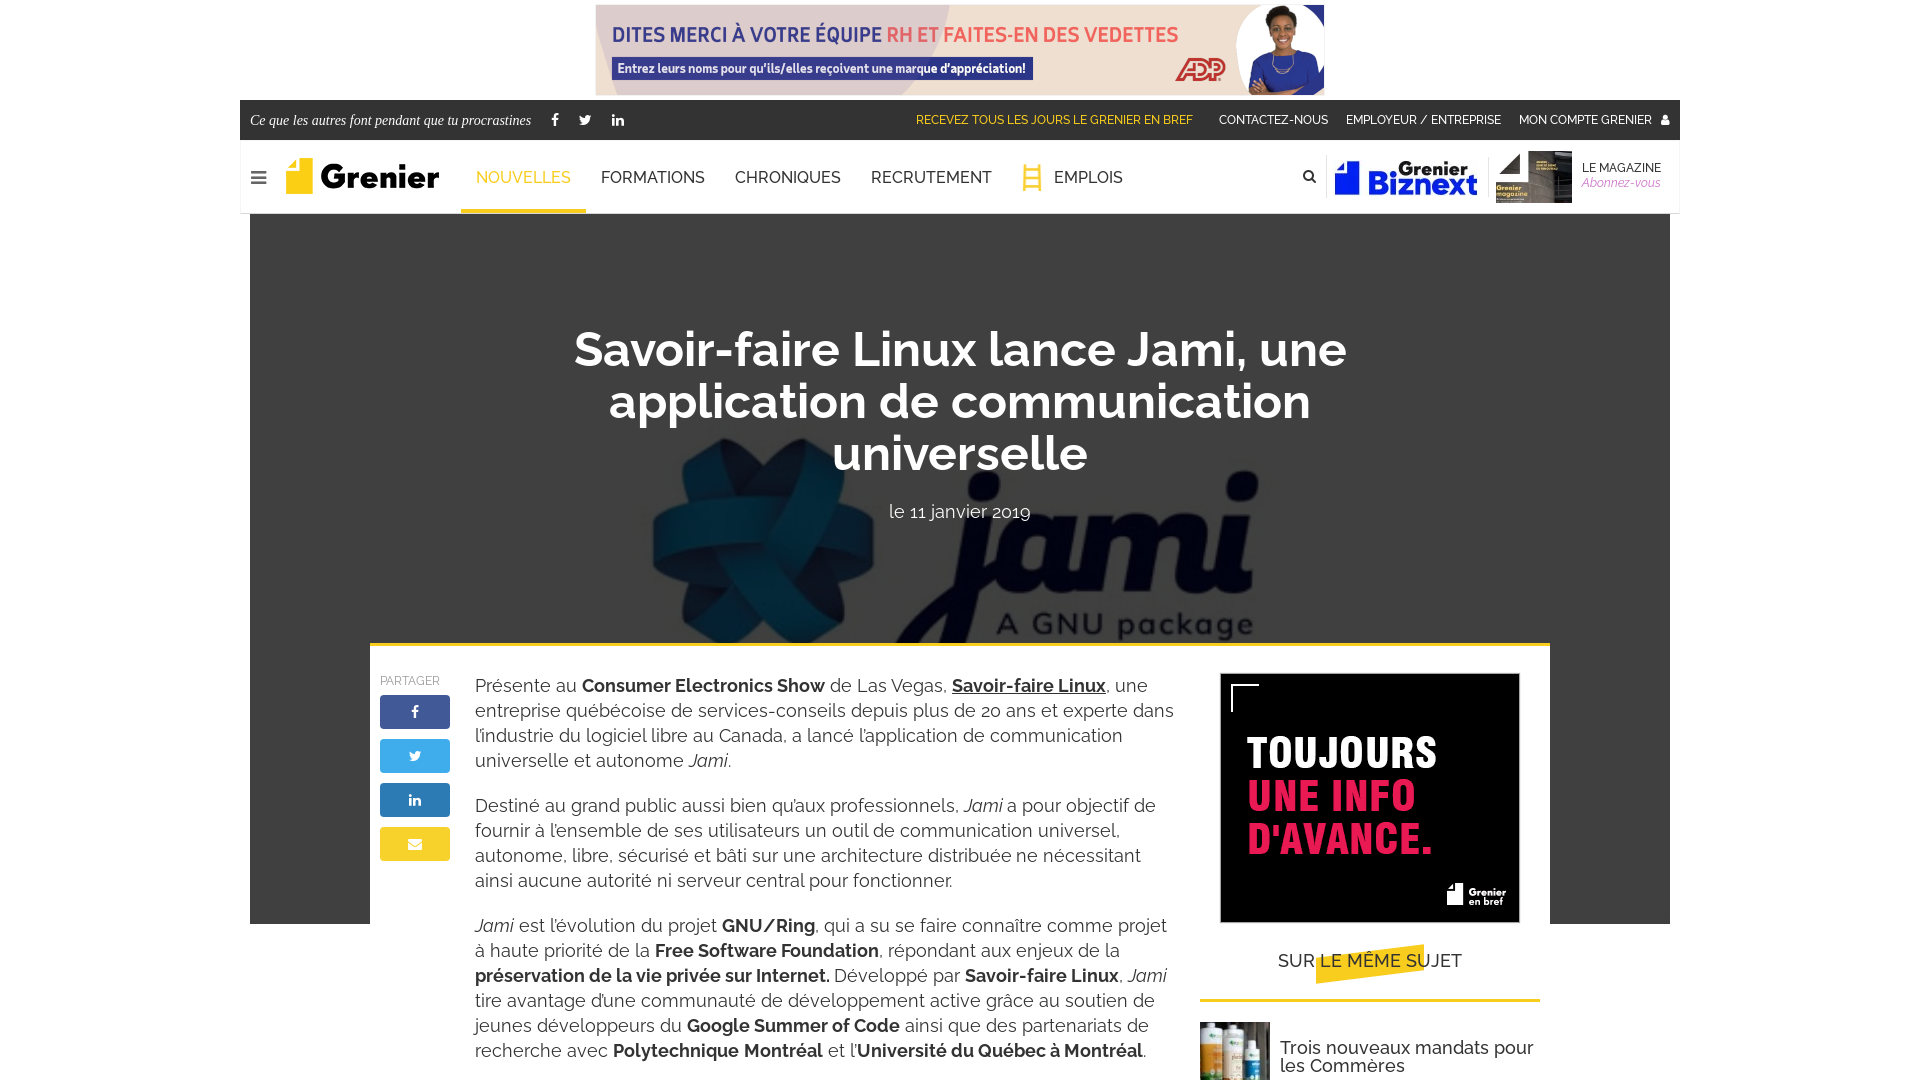 DITES MERCI À VOTRE ÉQUIPE RH ET FAITES-EN DES VEDETTES
Entrez leurs noms pour qu'ils/elles reçoivent une marque d'appréciation!
ADP
Ce que les autres font pendant que tu procrastines
RECEVEZ TOUS LES JOURS LE GRENIER EN BREF
CONTACTEZ-NOUS
EMPLOYEUR / ENTREPRISE
MON COMPTE GRENIER
Grenier
NOUVELLES
FORMATIONS
CHRONIQUES
RECRUTEMENT
EMPLOIS
Grenier
Biznext
Grenier
magazine
LE MAGAZINE
Abonnez-vous
Savoir-faire Linux lance Jami, une
application de communication
universelle
le 11 janvier 2019
jami
A GNU package
PARTAGER
Présente au Consumer Electronics Show de Las Vegas, Savoir-faire Linux, une
entreprise québécoise de services-conseils depuis plus de 20 ans et experte dans
l’industrie du logiciel libre au Canada, a lancé l’application de communication
universelle et autonome Jami.
Destiné au grand public aussi bien qu’aux professionnels, Jami a pour objectif de
fournir à l’ensemble de ses utilisateurs un outil de communication universel,
autonome, libre, sécurisé et bâti sur une architecture distribuée ne nécessitant
ainsi aucune autorité ni serveur central pour fonctionner.
Jami est l’évolution du projet GNU/Ring, qui a su se faire connaître comme projet
à haute priorité de la Free Software Foundation, répondant aux enjeux de la
préservation de la vie privée sur Internet. Développé par Savoir-faire Linux, Jami
tire avantage d’une communauté de développement active grâce au soutien de
jeunes développeurs du Google Summer of Code ainsi que des partenariats de
recherche avec Polytechnique Montréal et l’Université du Québec à Montréal.
TOUJOURS
UNE INFO
D'AVANCE.
Grenier
en bref
SUR LE MÊME SUJET
Trois nouveaux mandats pour
les Commères